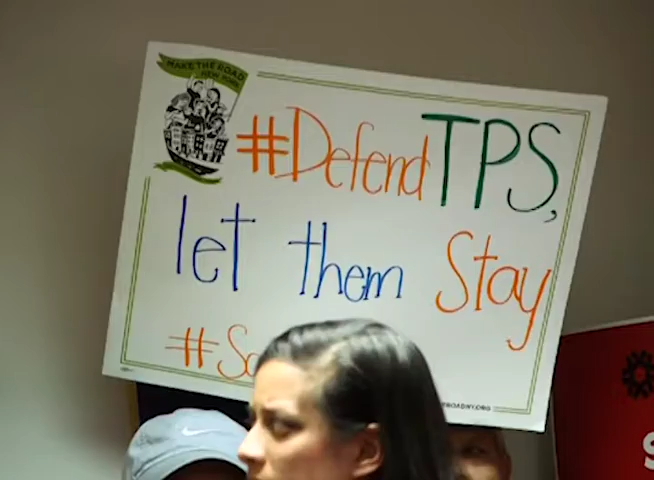 MAKE THE ROAD
NEW YORK
#DefendTPS,
let them Stay